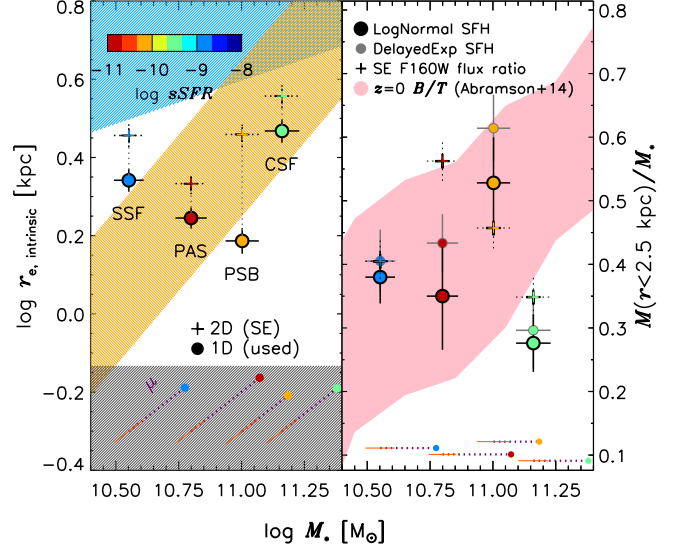 0.8
0.6
0.4
0.2
0.0
−0.2
−0.4
log r e, intrinsic [kpc]
−11 −10 −9 −8
log sSFR
CSF
SSF
PAS
PSB
2D (SE)
1D (used)
μ
LogNormal SFH
DelayedExp SFH
SE F160W flux ratio
z=0 B/T (Abramson+14)
0.8
0.7
0.6
0.5
0.4
0.3
0.2
0.1
M(r<2.5 kpc)/M*
10.50 10.75 11.00 11.25 10.50 10.75 11.00 11.25
log M* [M⊙]